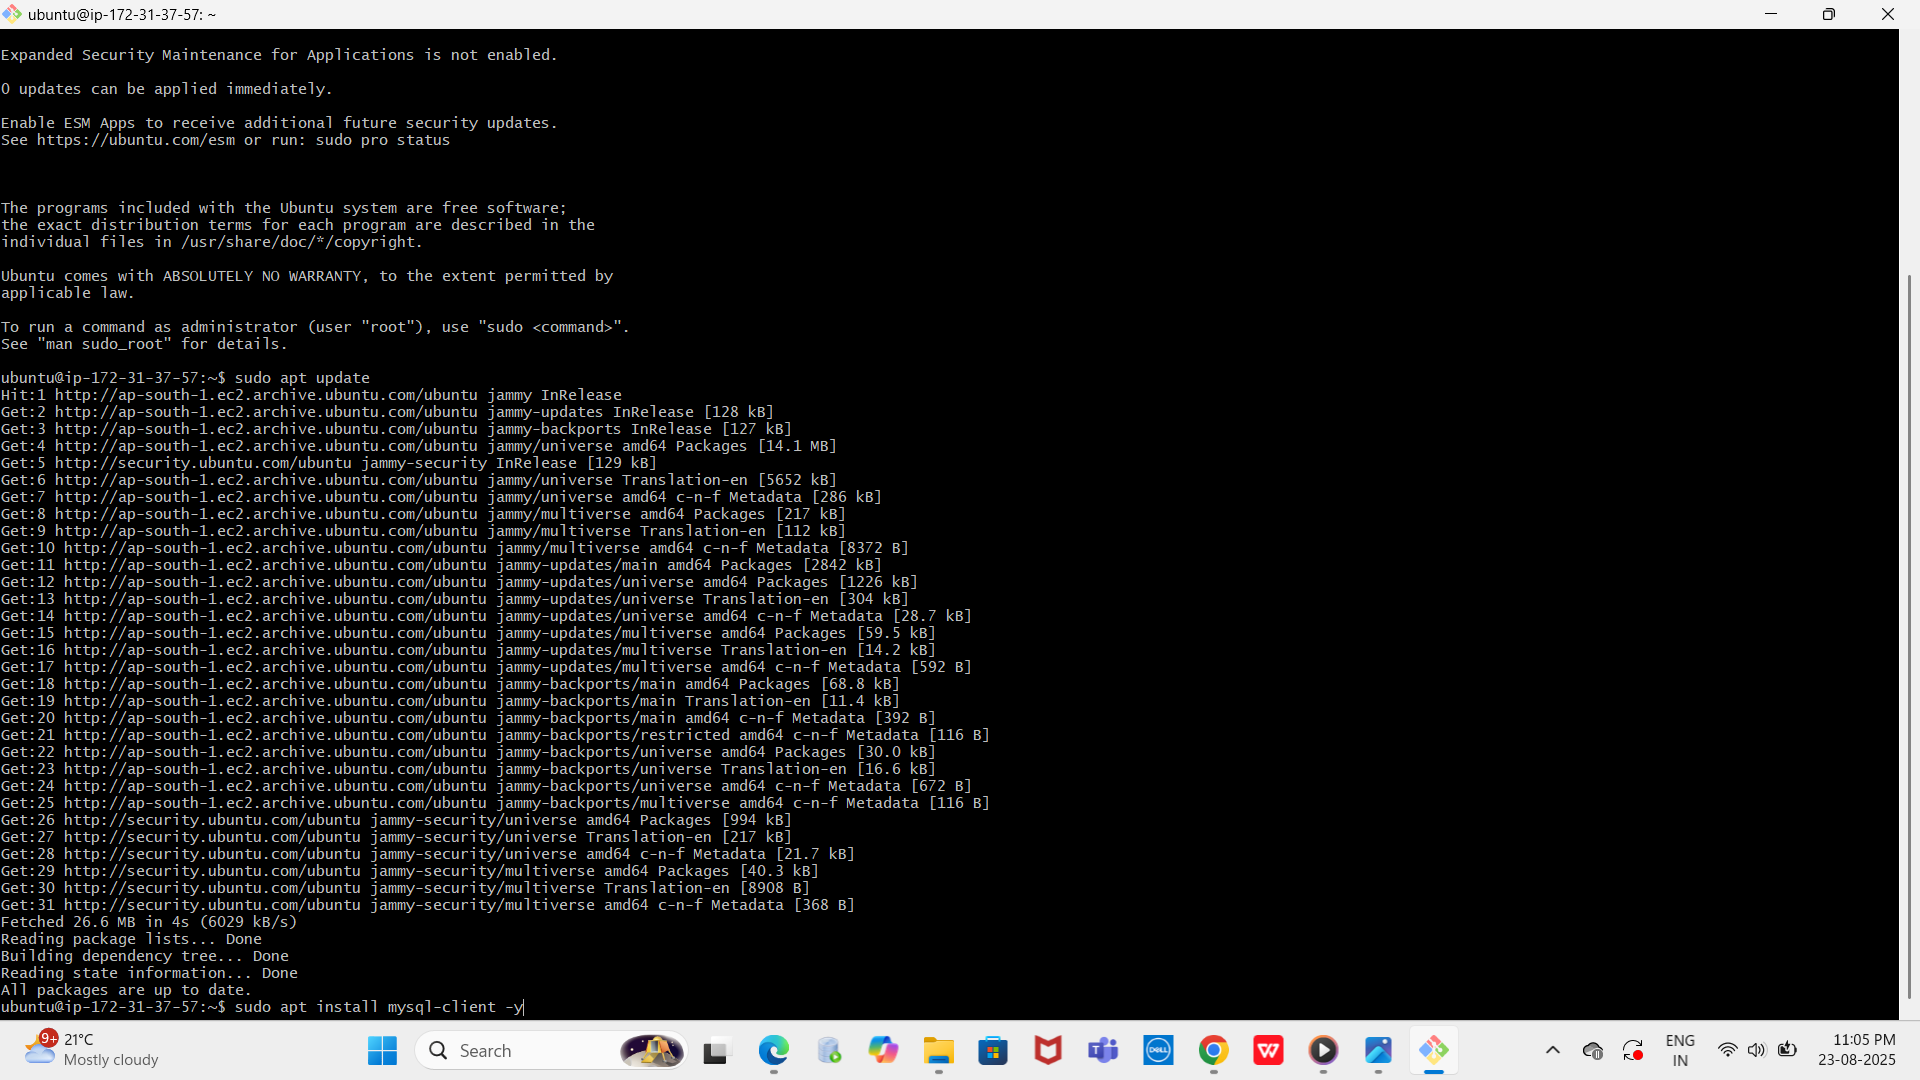 ubuntu@ip-172-31-37-57: ~
Expanded Security Maintenance for Applications is not enabled.
0 updates can be applied immediately.
Enable ESM Apps to receive additional future security updates.
See https://ubuntu.com/esm or run: sudo pro status
The programs included with the Ubuntu system are free software;
the exact distribution terms for each program are described in the
individual files in /usr/share/doc/*/copyright.
Ubuntu comes with ABSOLUTELY NO WARRANTY, to the extent permitted by
applicable law.
To run a command as administrator (user "root"), use "sudo <command>".
See "man sudo_root" for details.
ubuntu@ip-172-31-37-57:~$ sudo apt update
Hit:1 http://ap-south-1.ec2.archive.ubuntu.com/ubuntu jammy InRelease
Get:2 http://ap-south-1.ec2.archive.ubuntu.com/ubuntu jammy-updates InRelease [128 kB]
Get:3 http://ap-south-1.ec2.archive.ubuntu.com/ubuntu jammy-backports InRelease [127 kB]
Get:4 http://ap-south-1.ec2.archive.ubuntu.com/ubuntu jammy/universe amd64 Packages [14.1 MB]
Get:5 http://security.ubuntu.com/ubuntu jammy-security InRelease [129 kB]
Get:6 http://ap-south-1.ec2.archive.ubuntu.com/ubuntu jammy/universe Translation-en [5652 kB]
Get:7 http://ap-south-1.ec2.archive.ubuntu.com/ubuntu jammy/universe amd64 c-n-f Metadata [286 kB]
Get:8 http://ap-south-1.ec2.archive.ubuntu.com/ubuntu jammy/multiverse amd64 Packages [217 kB]
Get:9 http://ap-south-1.ec2.archive.ubuntu.com/ubuntu jammy/multiverse Translation-en [112 kB]
Get:10 http://ap-south-1.ec2.archive.ubuntu.com/ubuntu jammy/multiverse amd64 c-n-f Metadata [8372 B]
Get:11 http://ap-south-1.ec2.archive.ubuntu.com/ubuntu jammy-updates/main amd64 Packages [2842 kB]
Get:12 http://ap-south-1.ec2.archive.ubuntu.com/ubuntu jammy-updates/universe amd64 Packages [1226 kB]
Get:13 http://ap-south-1.ec2.archive.ubuntu.com/ubuntu jammy-updates/universe Translation-en [304 kB]
Get:14 http://ap-south-1.ec2.archive.ubuntu.com/ubuntu jammy-updates/universe amd64 c-n-f Metadata [28.7 kB]
Get:15 http://ap-south-1.ec2.archive.ubuntu.com/ubuntu jammy-updates/multiverse amd64 Packages [59.5 kB]
Get:16 http://ap-south-1.ec2.archive.ubuntu.com/ubuntu jammy-updates/multiverse Translation-en [14.2 kB]
Get:17 http://ap-south-1.ec2.archive.ubuntu.com/ubuntu jammy-updates/multiverse amd64 c-n-f Metadata [592 B]
Get:18 http://ap-south-1.ec2.archive.ubuntu.com/ubuntu jammy-backports/main amd64 Packages [68.8 kB]
Get:19 http://ap-south-1.ec2.archive.ubuntu.com/ubuntu jammy-backports/main Translation-en [11.4 kB]
Get:20 http://ap-south-1.ec2.archive.ubuntu.com/ubuntu jammy-backports/main amd64 c-n-f Metadata [392 B]
Get:21 http://ap-south-1.ec2.archive.ubuntu.com/ubuntu jammy-backports/restricted amd64 c-n-f Metadata [116 B]
Get:22 http://ap-south-1.ec2.archive.ubuntu.com/ubuntu jammy-backports/universe amd64 Packages [30.0 kB]
Get:23 http://ap-south-1.ec2.archive.ubuntu.com/ubuntu jammy-backports/universe Translation-en [16.6 kB]
Get:24 http://ap-south-1.ec2.archive.ubuntu.com/ubuntu jammy-backports/universe amd64 c-n-f Metadata [672 B]
Get:25 http://ap-south-1.ec2.archive.ubuntu.com/ubuntu jammy-backports/multiverse amd64 c-n-f Metadata [116 B]
Get:26 http://security.ubuntu.com/ubuntu jammy-security/universe amd64 Packages [994 kB]
Get:27 http://security.ubuntu.com/ubuntu jammy-security/universe Translation-en [217 kB]
Get:28 http://security.ubuntu.com/ubuntu jammy-security/universe amd64 c-n-f Metadata [21.7 kB]
Get:29 http://security.ubuntu.com/ubuntu jammy-security/multiverse amd64 Packages [40.3 kB]
Get:30 http://security.ubuntu.com/ubuntu jammy-security/multiverse Translation-en [8908 B]
Get:31 http://security.ubuntu.com/ubuntu jammy-security/multiverse amd64 c-n-f Metadata [368 B]
Fetched 26.6 MB in 4s (6029 kB/s)
Reading package lists... Done
Building dependency tree... Done
Reading state information... Done
All packages are up to date.
ubuntu@ip-172-31-37-57:~$ sudo apt install mysql-client -y
9+
21°C
Mostly cloudy
Search
DELL
W
ENG
IN
11:05 PM
23-08-2025